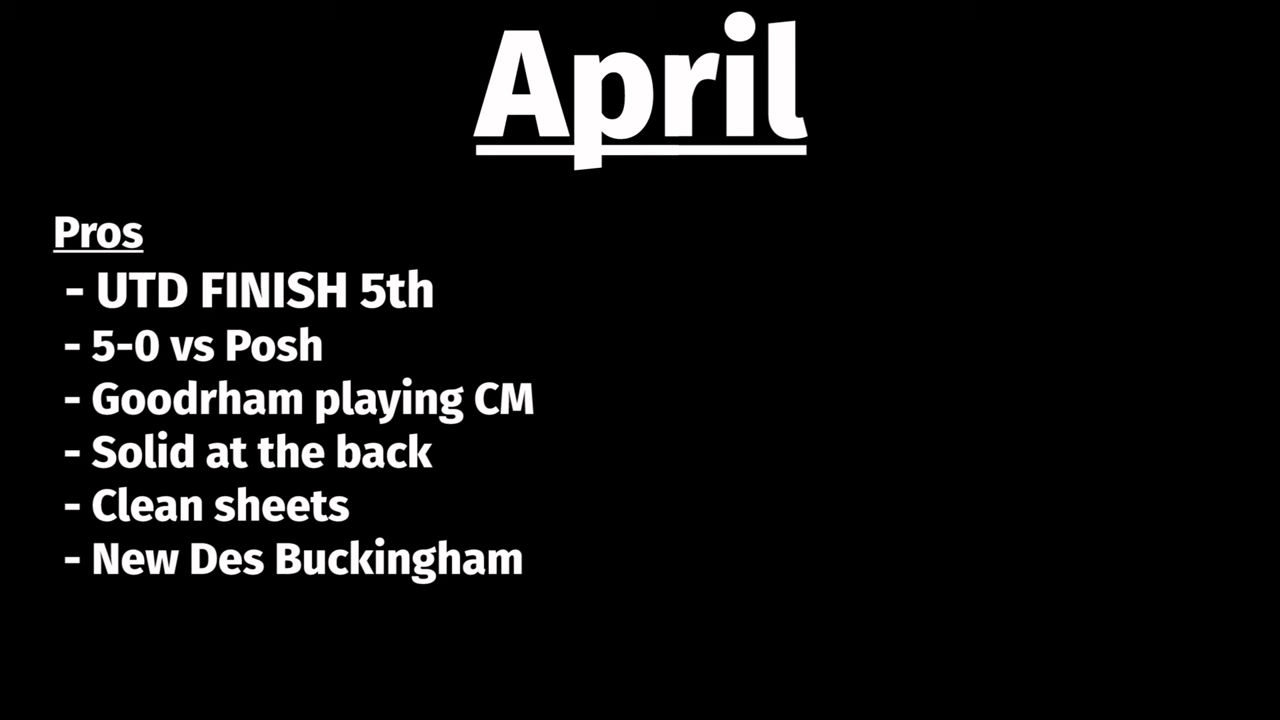 April
Pros
- UTD FINISH 5th
- 5-0 vs Posh
- Goodrham playing CM
- Solid at the back
- Clean sheets
- New Des Buckingham